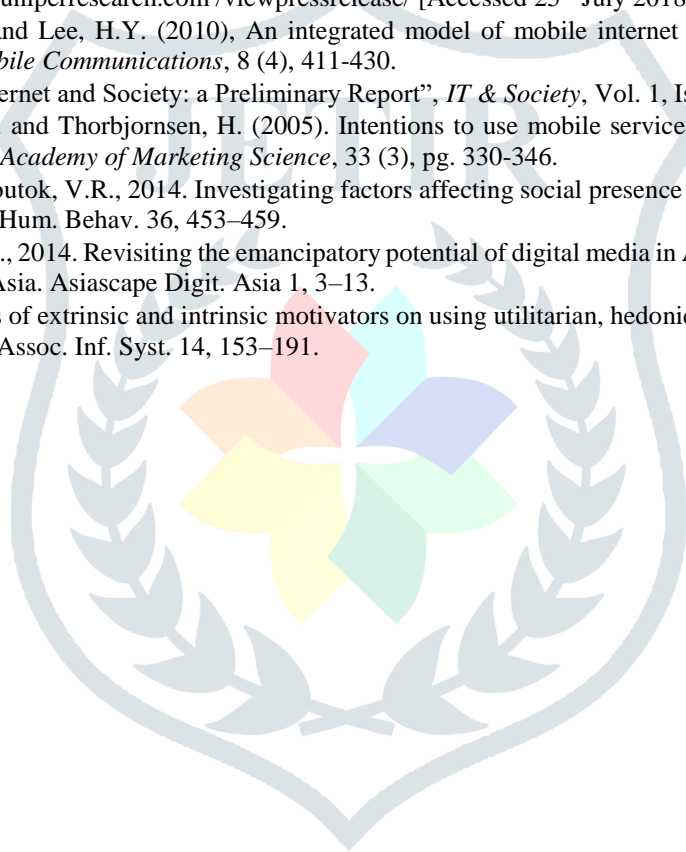 uniperresearch.com /viewpressrelease/ [Accessed 25 July 2018
and Lee, H.Y. (2010), An integrated model of mobile internet
bile Communications, 8 (4), 411-430.
ernet and Society: a Preliminary Report”, IT & Society, Vol. 1, Is
. and Thorbjornsen, H. (2005). Intentions to use mobile service
Academy of Marketing Science, 33 (3), pg. 330-346.
butok, V.R., 2014. Investigating factors affecting social presence
Hum. Behav. 36, 453–459.
., 2014. Revisiting the emancipatory potential of digital media in A
Asia. Asiascape Digit. Asia 1, 3–13.
s of extrinsic and intrinsic motivators on using utilitarian, hedonic
Assoc. Inf. Syst. 14, 153–191.
JETIR